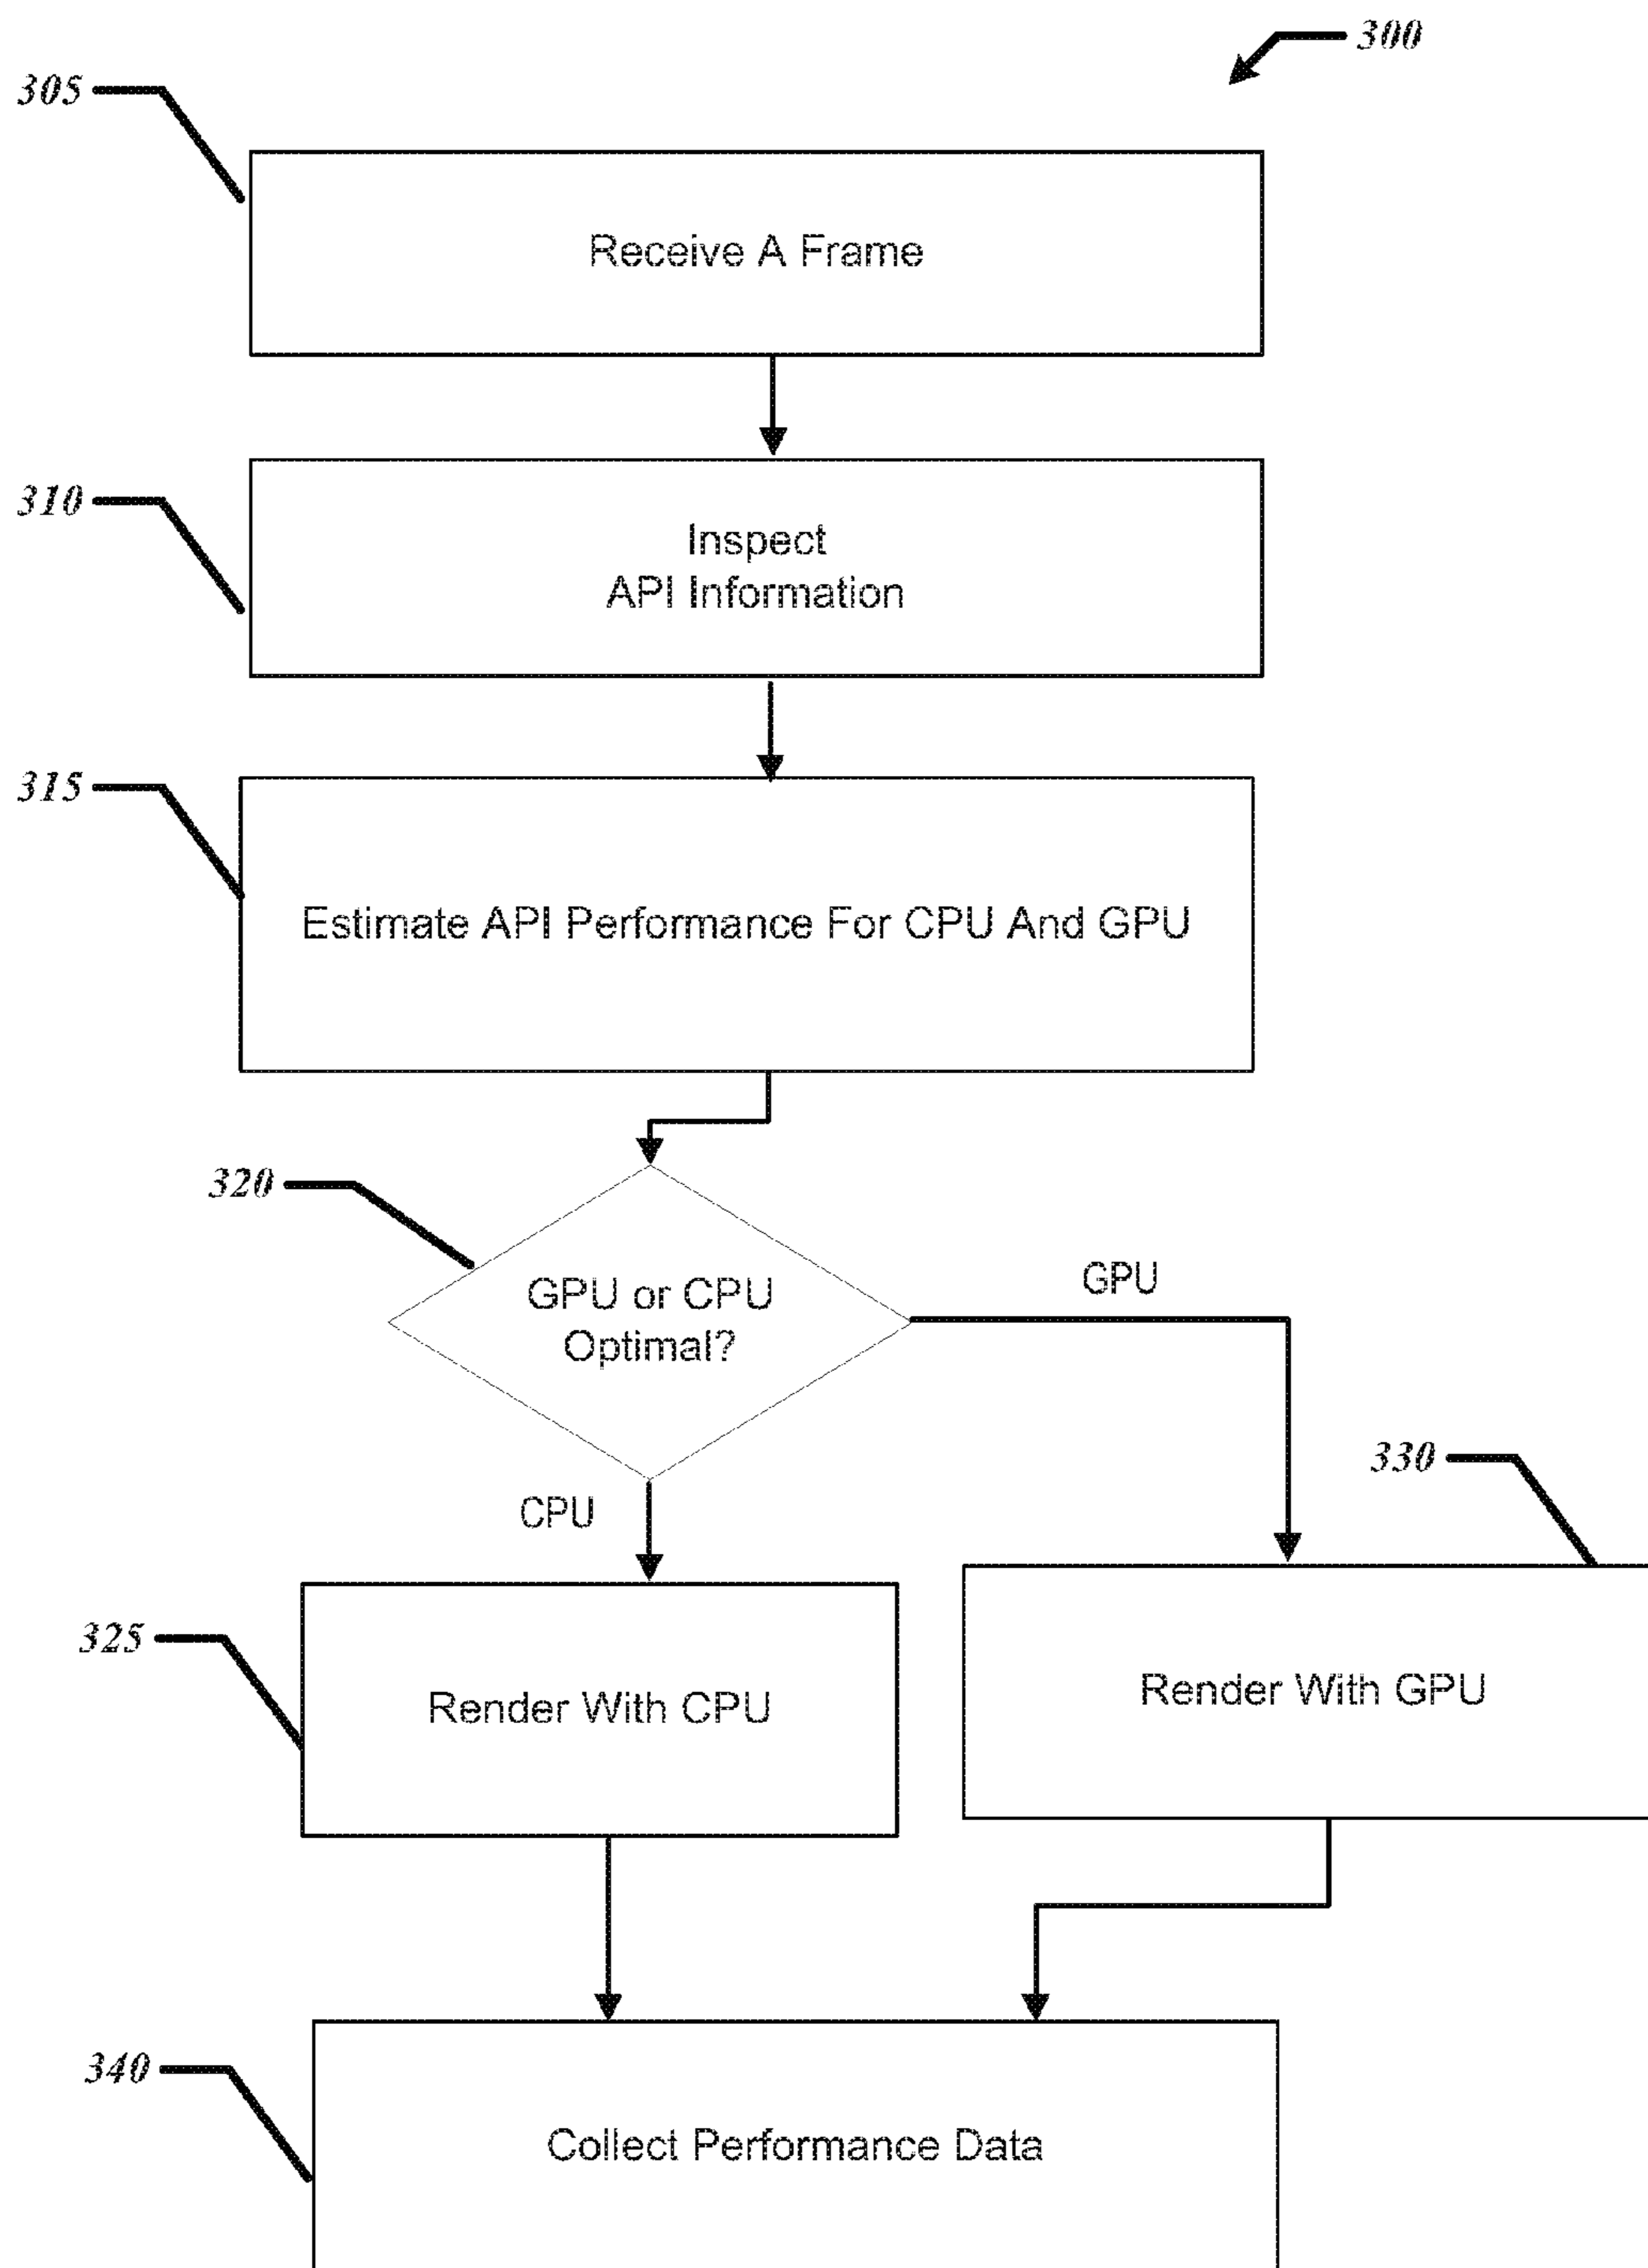 300
305
Receive A Frame
310
Inspect
API Information
315
Estimate API Performance For CPU And GPU
320
GPU or CPU
Optimal?
GPU
CPU
330
325
Render With CPU
Render With GPU
340
Collect Performance Data